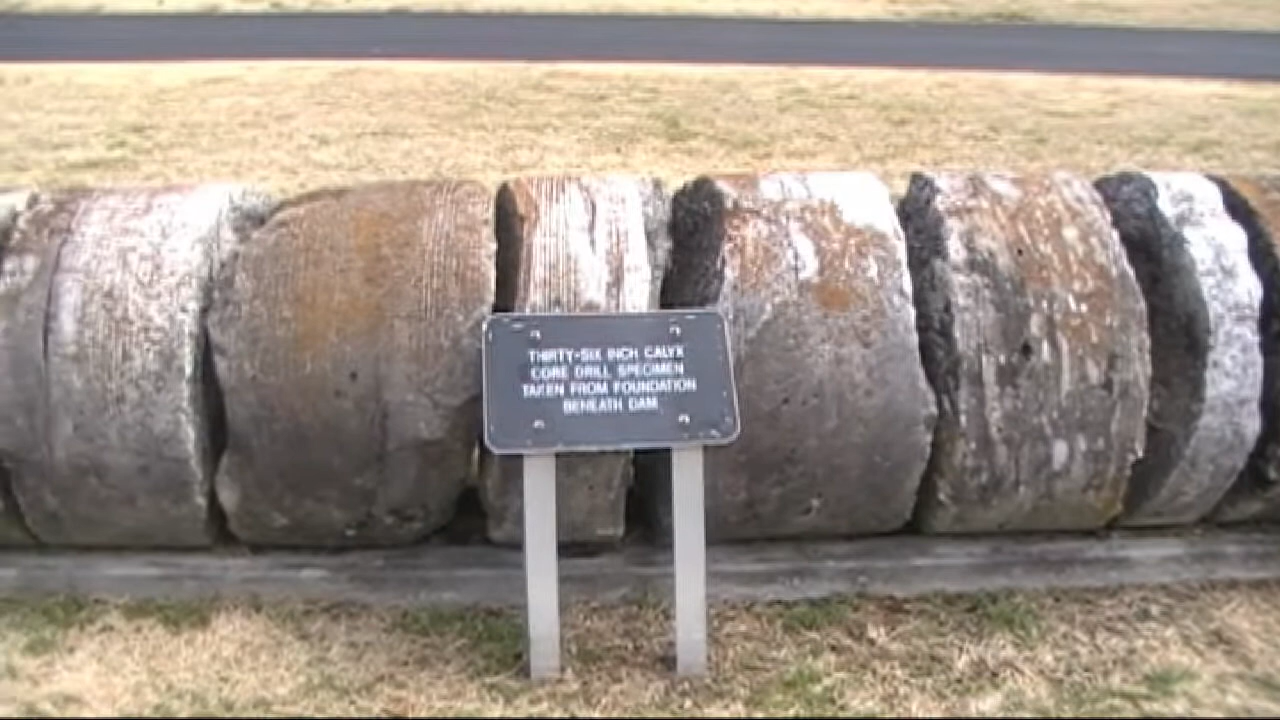 THIRTY-SIX INCH CALYX
CORE DRILL SPECIMEN
TAKEN FROM FOUNDATION
BENEATH DAM